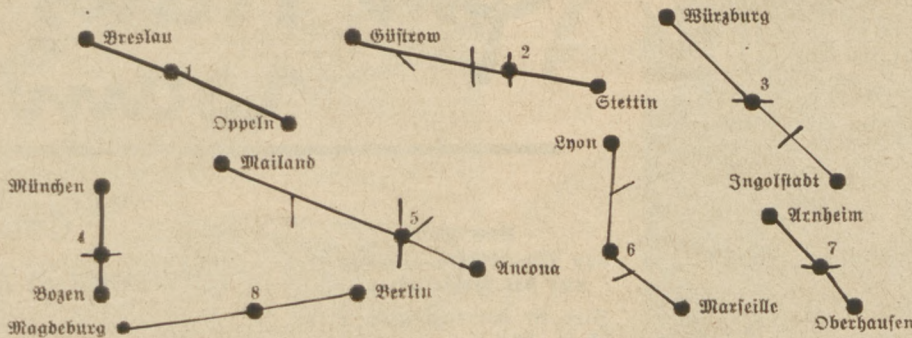 Breslau
1
Oppeln
Güstrow
2
Stettin
Würzburg
3
Ingolstadt
München
4
Bozen
Mailand
5
Ancona
Lyon
6
Marseille
Arnheim
7
Oberhausen
Magdeburg
8
Berlin